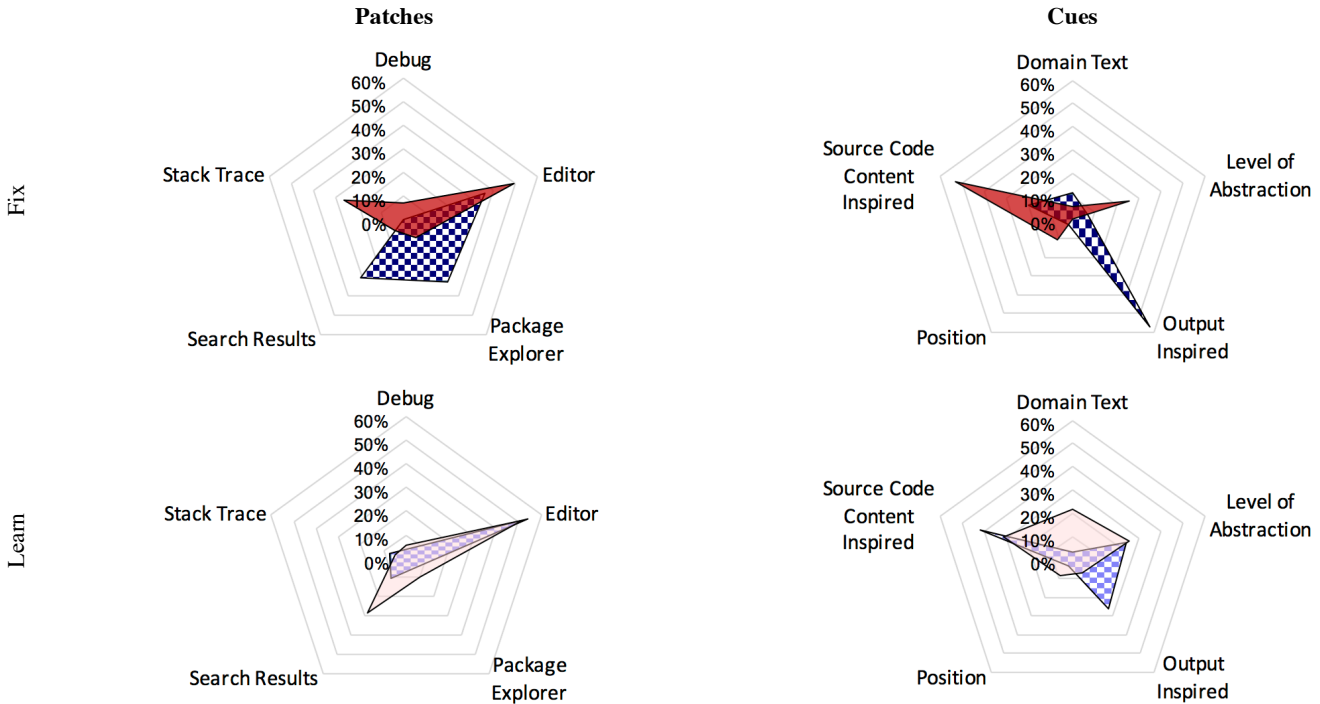 Patches
Cues
Fix
Debug
60%
50%
40%
30%
20%
10%
0%
Stack Trace
Editor
Search Results
Package
Explorer
Domain Text
60%
50%
40%
30%
20%
10%
0%
Source Code
Content
Inspired
Level of
Abstraction
Position
Output
Inspired
Learn
Debug
60%
50%
40%
30%
20%
10%
0%
Stack Trace
Editor
Search Results
Package
Explorer
Domain Text
60%
50%
40%
30%
20%
10%
0%
Source Code
Content
Inspired
Level of
Abstraction
Position
Output
Inspired